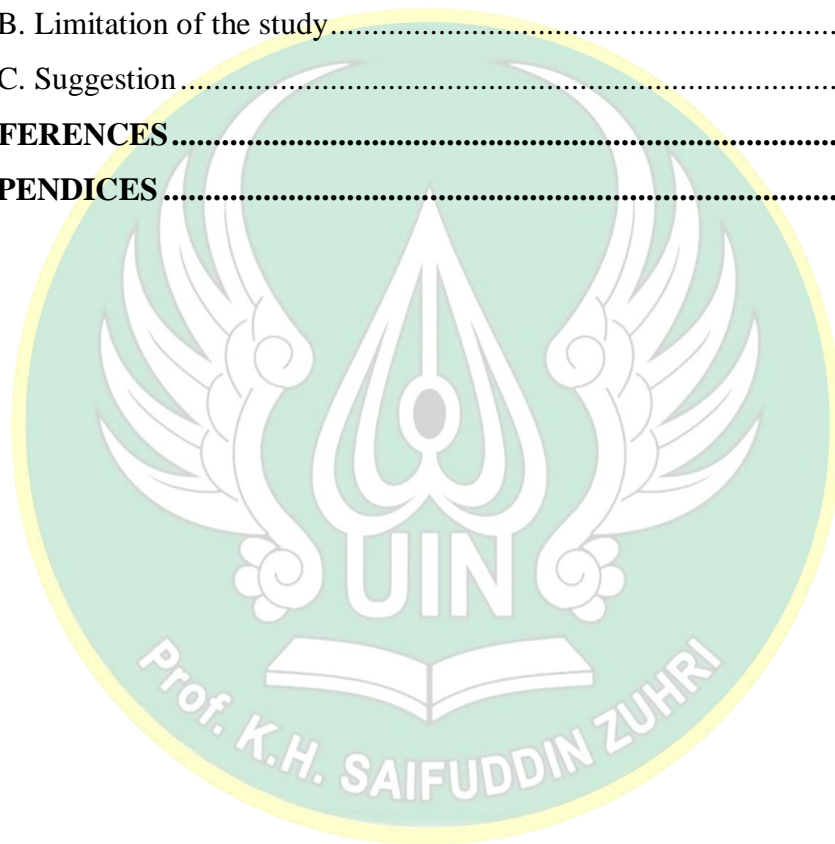 B. Limitation of the study....................................................................
C. Suggestion......................................................................................
FERENCES.......................................................................................
PENDICES........................................................................................
UIN
Prof. K.H. SAIFUDDIN ZUHRI